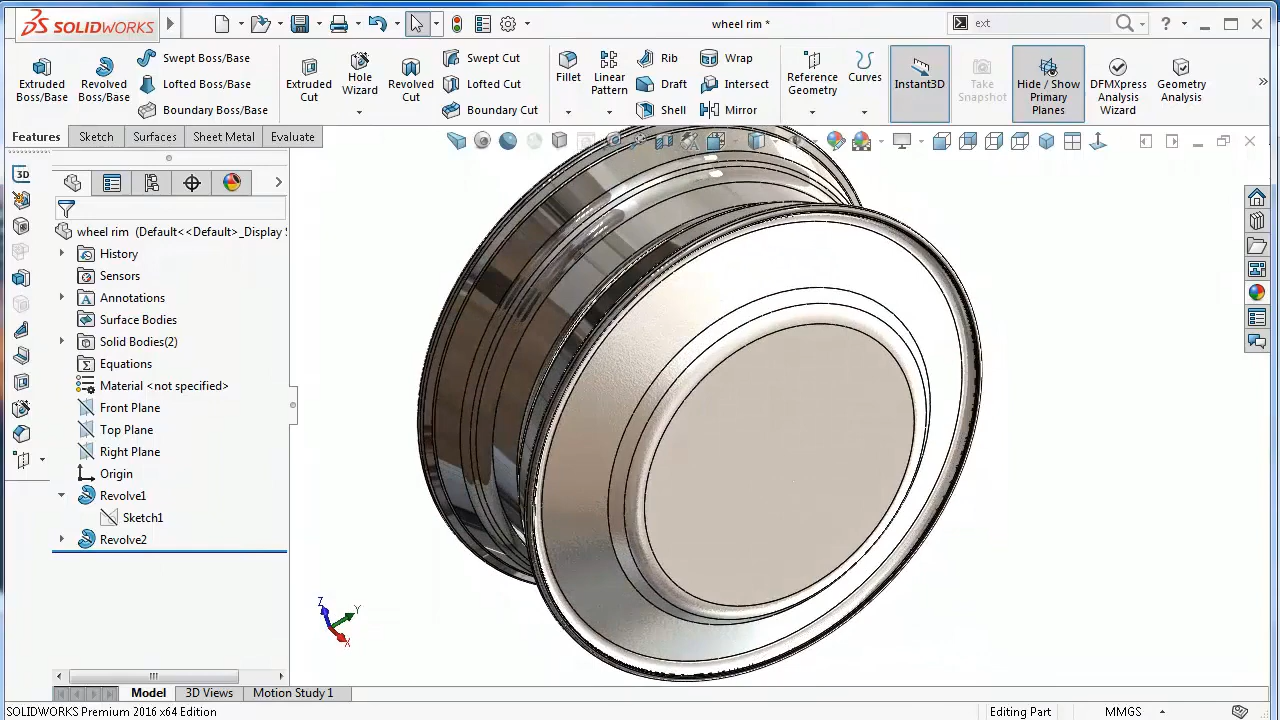 SOLIDWORKS
wheel rim *
ext
?
Extruded Boss/Base
Revolved Boss/Base
Swept Boss/Base
Lofted Boss/Base
Boundary Boss/Base
Extruded Cut
Hole Wizard
Revolved Cut
Swept Cut
Lofted Cut
Boundary Cut
Fillet
Linear Pattern
Rib
Draft
Shell
Wrap
Intersect
Mirror
Reference Geometry
Curves
Instant3D
Take Snapshot
Hide / Show Primary Planes
DFMXpress Analysis Wizard
Geometry Analysis
Features
Sketch
Surfaces
Sheet Metal
Evaluate
3D
wheel rim (Default<<Default>_Display S
History
Sensors
Annotations
Surface Bodies
Solid Bodies(2)
Equations
Material <not specified>
Front Plane
Top Plane
Right Plane
Origin
Revolve1
Sketch1
Revolve2
Z
Y
X
Model
3D Views
Motion Study 1
SOLIDWORKS Premium 2016 x64 Edition
Editing Part
MMGS